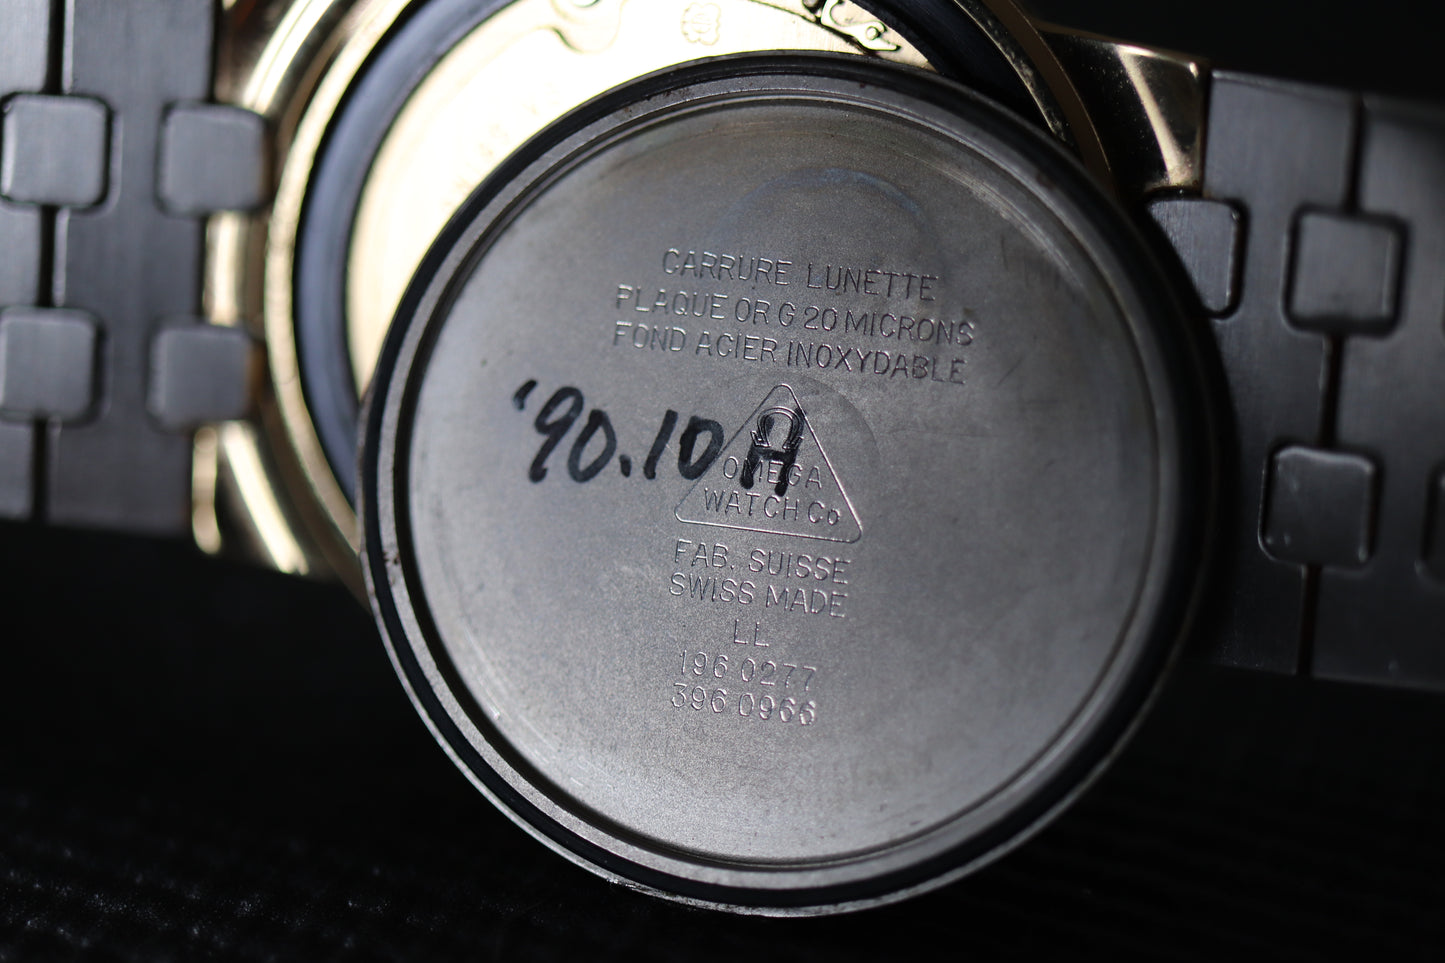 CARRURE LUNETTE
PLAQUE OR G 20 MICRONS
FOND ACIER INOXYDABLE
'90.10 A
Ω
OMEGA
WATCH Co
FAB. SUISSE
SWISS MADE
LL
196 0277
396 0966